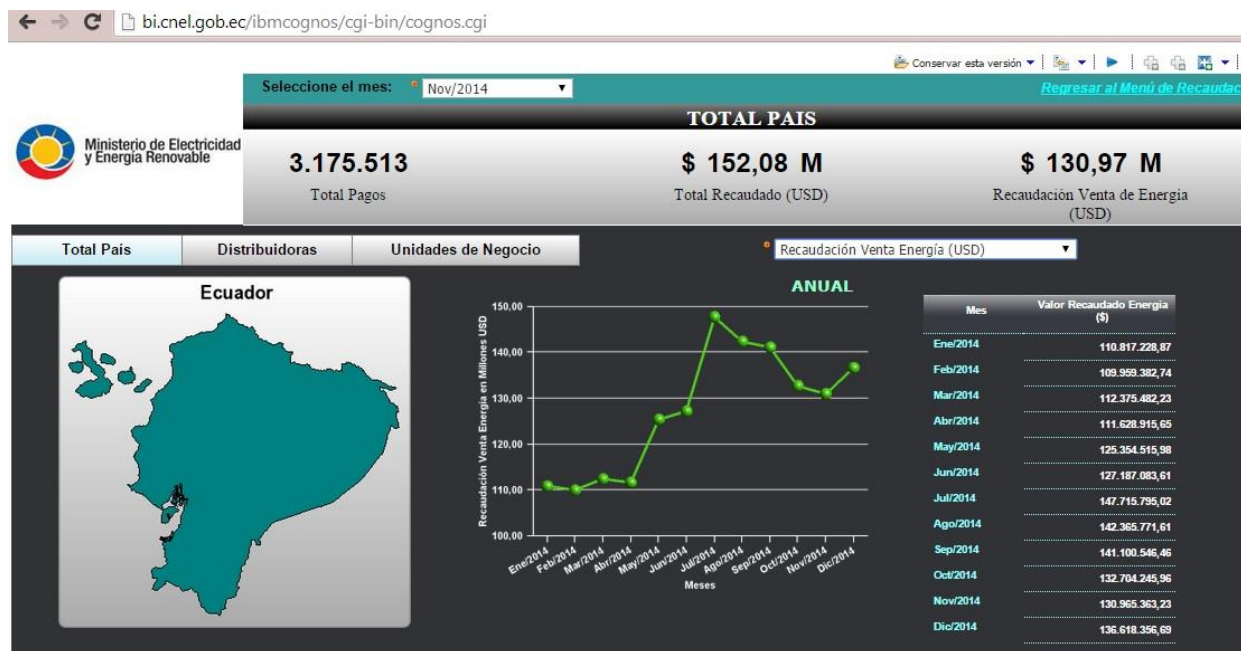 bi.cnel.gob.ec/ibmcognos/cgi-bin/cognos.cgi
Conservar esta versión
Seleccione el mes: Nov/2014
Regresar al Menú de Recaudac
TOTAL PAIS
Ministerio de Electricidad
y Energía Renovable
3.175.513
Total Pagos
$ 152,08 M
Total Recaudado (USD)
$ 130,97 M
Recaudación Venta de Energía
(USD)
Total País
Distribuidoras
Unidades de Negocio
Recaudación Venta Energía (USD)
Ecuador
ANUAL
Recaudación Venta Energía en Millones USD
150,00
140,00
130,00
120,00
110,00
100,00
Ene/2014
Feb/2014
Mar/2014
Abr/2014
May/2014
Jun/2014
Jul/2014
Ago/2014
Sep/2014
Oct/2014
Nov/2014
Dic/2014
Meses
Mes Valor Recaudado Energía
($)
Ene/2014 110.817.228,87
Feb/2014 109.959.382,74
Mar/2014 112.375.482,23
Abr/2014 111.628.915,65
May/2014 125.354.515,98
Jun/2014 127.187.083,61
Jul/2014 147.715.795,02
Ago/2014 142.365.771,61
Sep/2014 141.100.546,46
Oct/2014 132.704.245,96
Nov/2014 130.965.363,23
Dic/2014 136.618.356,69